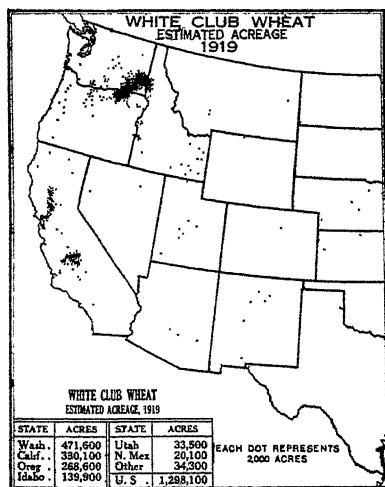 WHITE CLUB WHEAT
ESTIMATED ACREAGE
1919
WHITE CLUB WHEAT
ESTIMATED ACREAGE, 1919
STATE ACRES STATE ACRES
Wash. 471,600 Utah 33,500
Calif.. 330,100 N. Mex 20,100
Oreg . 268,600 Other 34,300
Idaho . 139,900 U. S . 1,298,100
EACH DOT REPRESENTS
2,000 ACRES